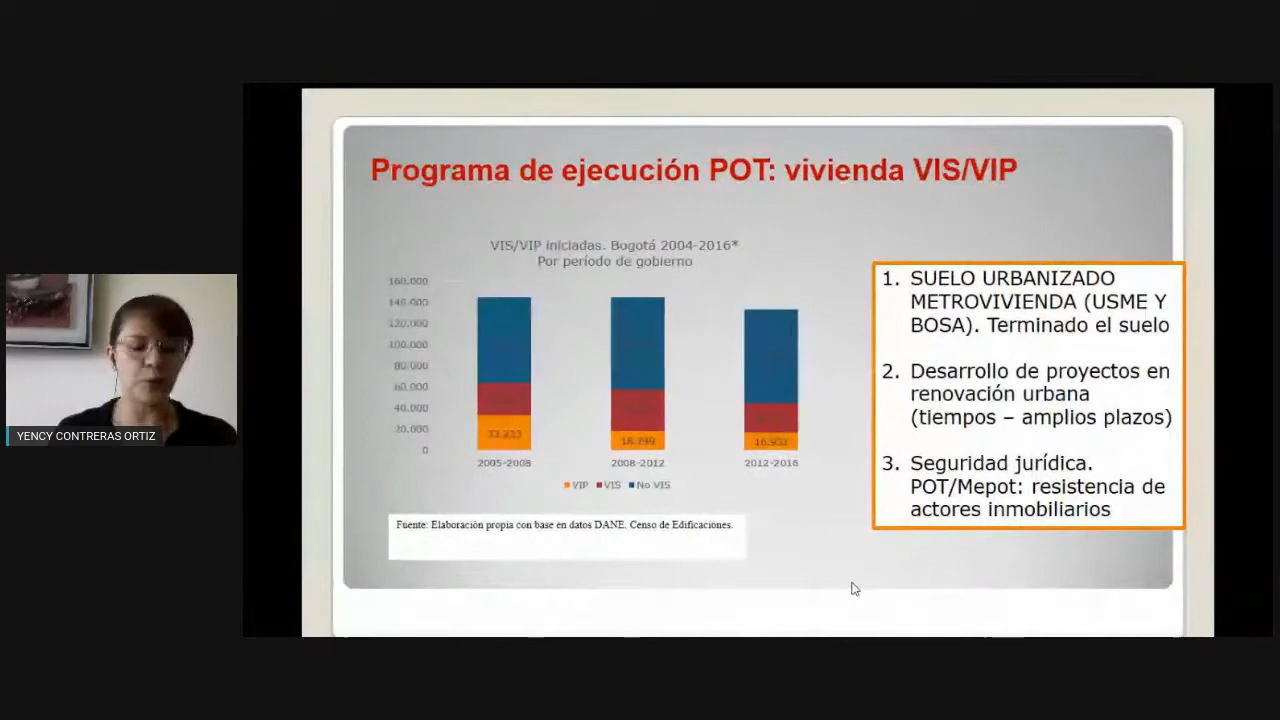 Programa de ejecución POT: vivienda VIS/VIP
VIS/VIP iniciadas. Bogotá 2004-2016*
Por período de gobierno
160.000
140.000
120.000
100.000
80.000
60.000
40.000
20.000
0
2005-2008
2008-2012
2012-2016
VIP VIS No VIS
Fuente: Elaboración propia con base en datos DANE. Censo de Edificaciones.
1. SUELO URBANIZADO
METROVIVIENDA (USME Y
BOSA). Terminado el suelo
2. Desarrollo de proyectos en
renovación urbana
(tiempos – amplios plazos)
3. Seguridad jurídica.
POT/Mepot: resistencia de
actores inmobiliarios
YENCY CONTRERAS ORTIZ